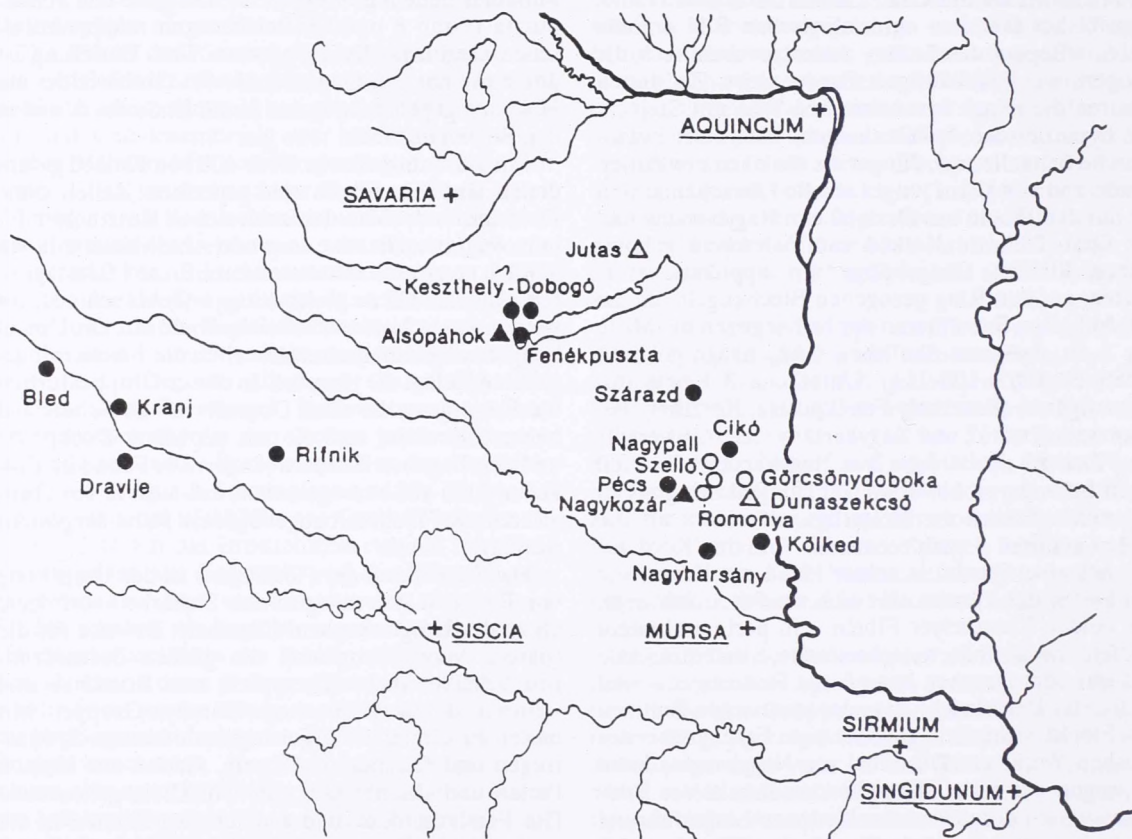 AQUINCUM
SAVARIA
Jutas
Keszthely-Dobogó
Alsópáhok
Fenékpuszta
Bled
Kranj
Szárazd
Cikó
Rifnik
Nagypall
Szellő
Görcsönydoboka
Pécs
Dravlje
Nagykozár
Dunaszekcső
Romonya
Kölked
Nagyharsány
SISCIA
MURSA
SIRMIUM
SINGIDUNUM